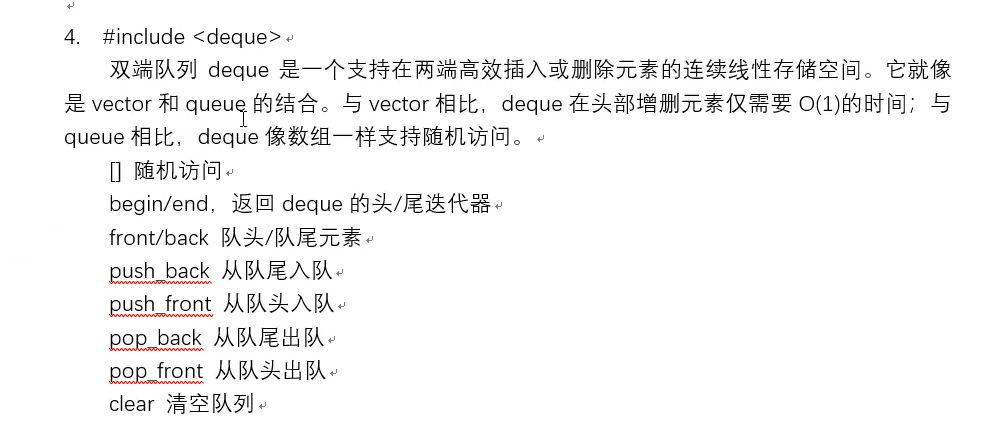 4. #include <deque>
双端队列 deque 是一个支持在两端高效插入或删除元素的连续线性存储空间。它就像
是 vector 和 queue 的结合。与 vector 相比，deque 在头部增删元素仅需要 O(1)的时间；与
queue 相比，deque 像数组一样支持随机访问。
[] 随机访问
begin/end，返回 deque 的头/尾迭代器
front/back 队头/队尾元素
push_back 从队尾入队
push_front 从队头入队
pop_back 从队尾出队
pop_front 从队头出队
clear 清空队列